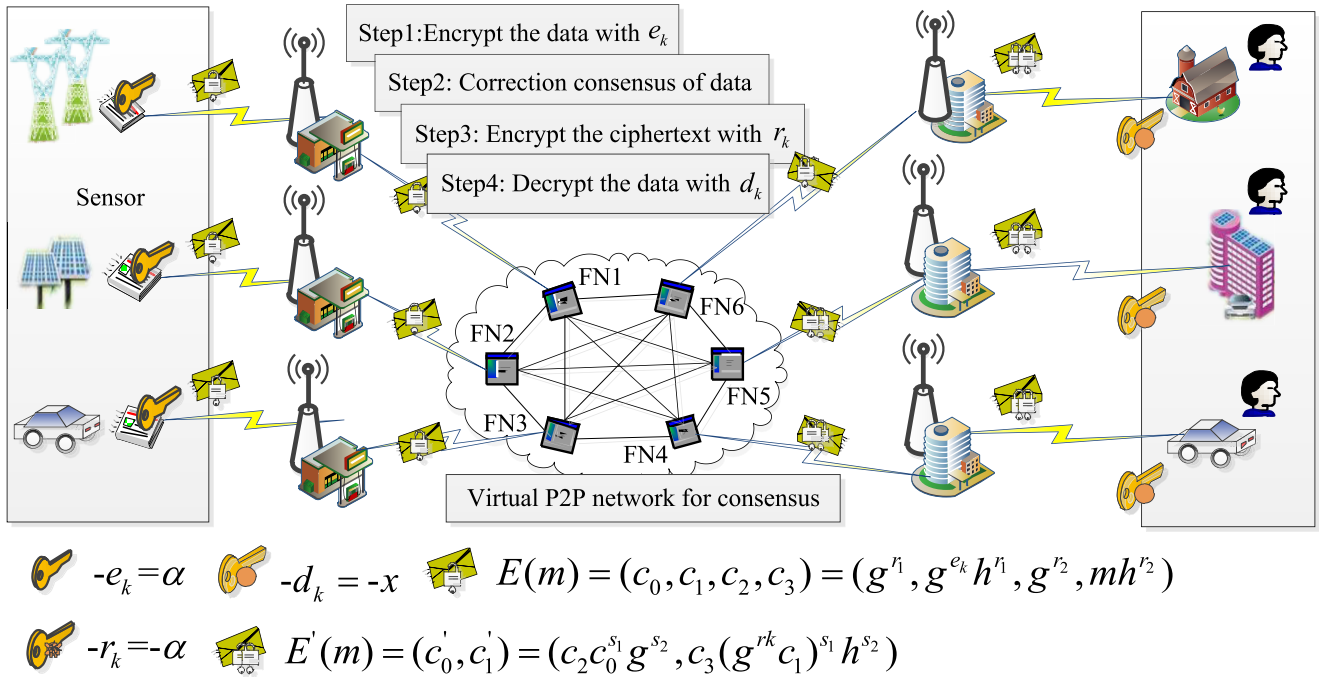 Step1:Encrypt the data with e_k
Step2: Correction consensus of data
Step3: Encrypt the ciphertext with r_k
Step4: Decrypt the data with d_k
Sensor
FN1
FN6
FN2
FN5
FN3
FN4
Virtual P2P network for consensus
-e_k=α
-d_k = -x
E(m) = (c_0, c_1, c_2, c_3) = (g^{r_1}, g^{e_k} h^{r_1}, g^{r_2}, mh^{r_2})
-r_k=-α
E^'(m) = (c_0^', c_1^') = (c_2 c_0^{s_1} g^{s_2}, c_3(g^{rk} c_1)^{s_1} h^{s_2})